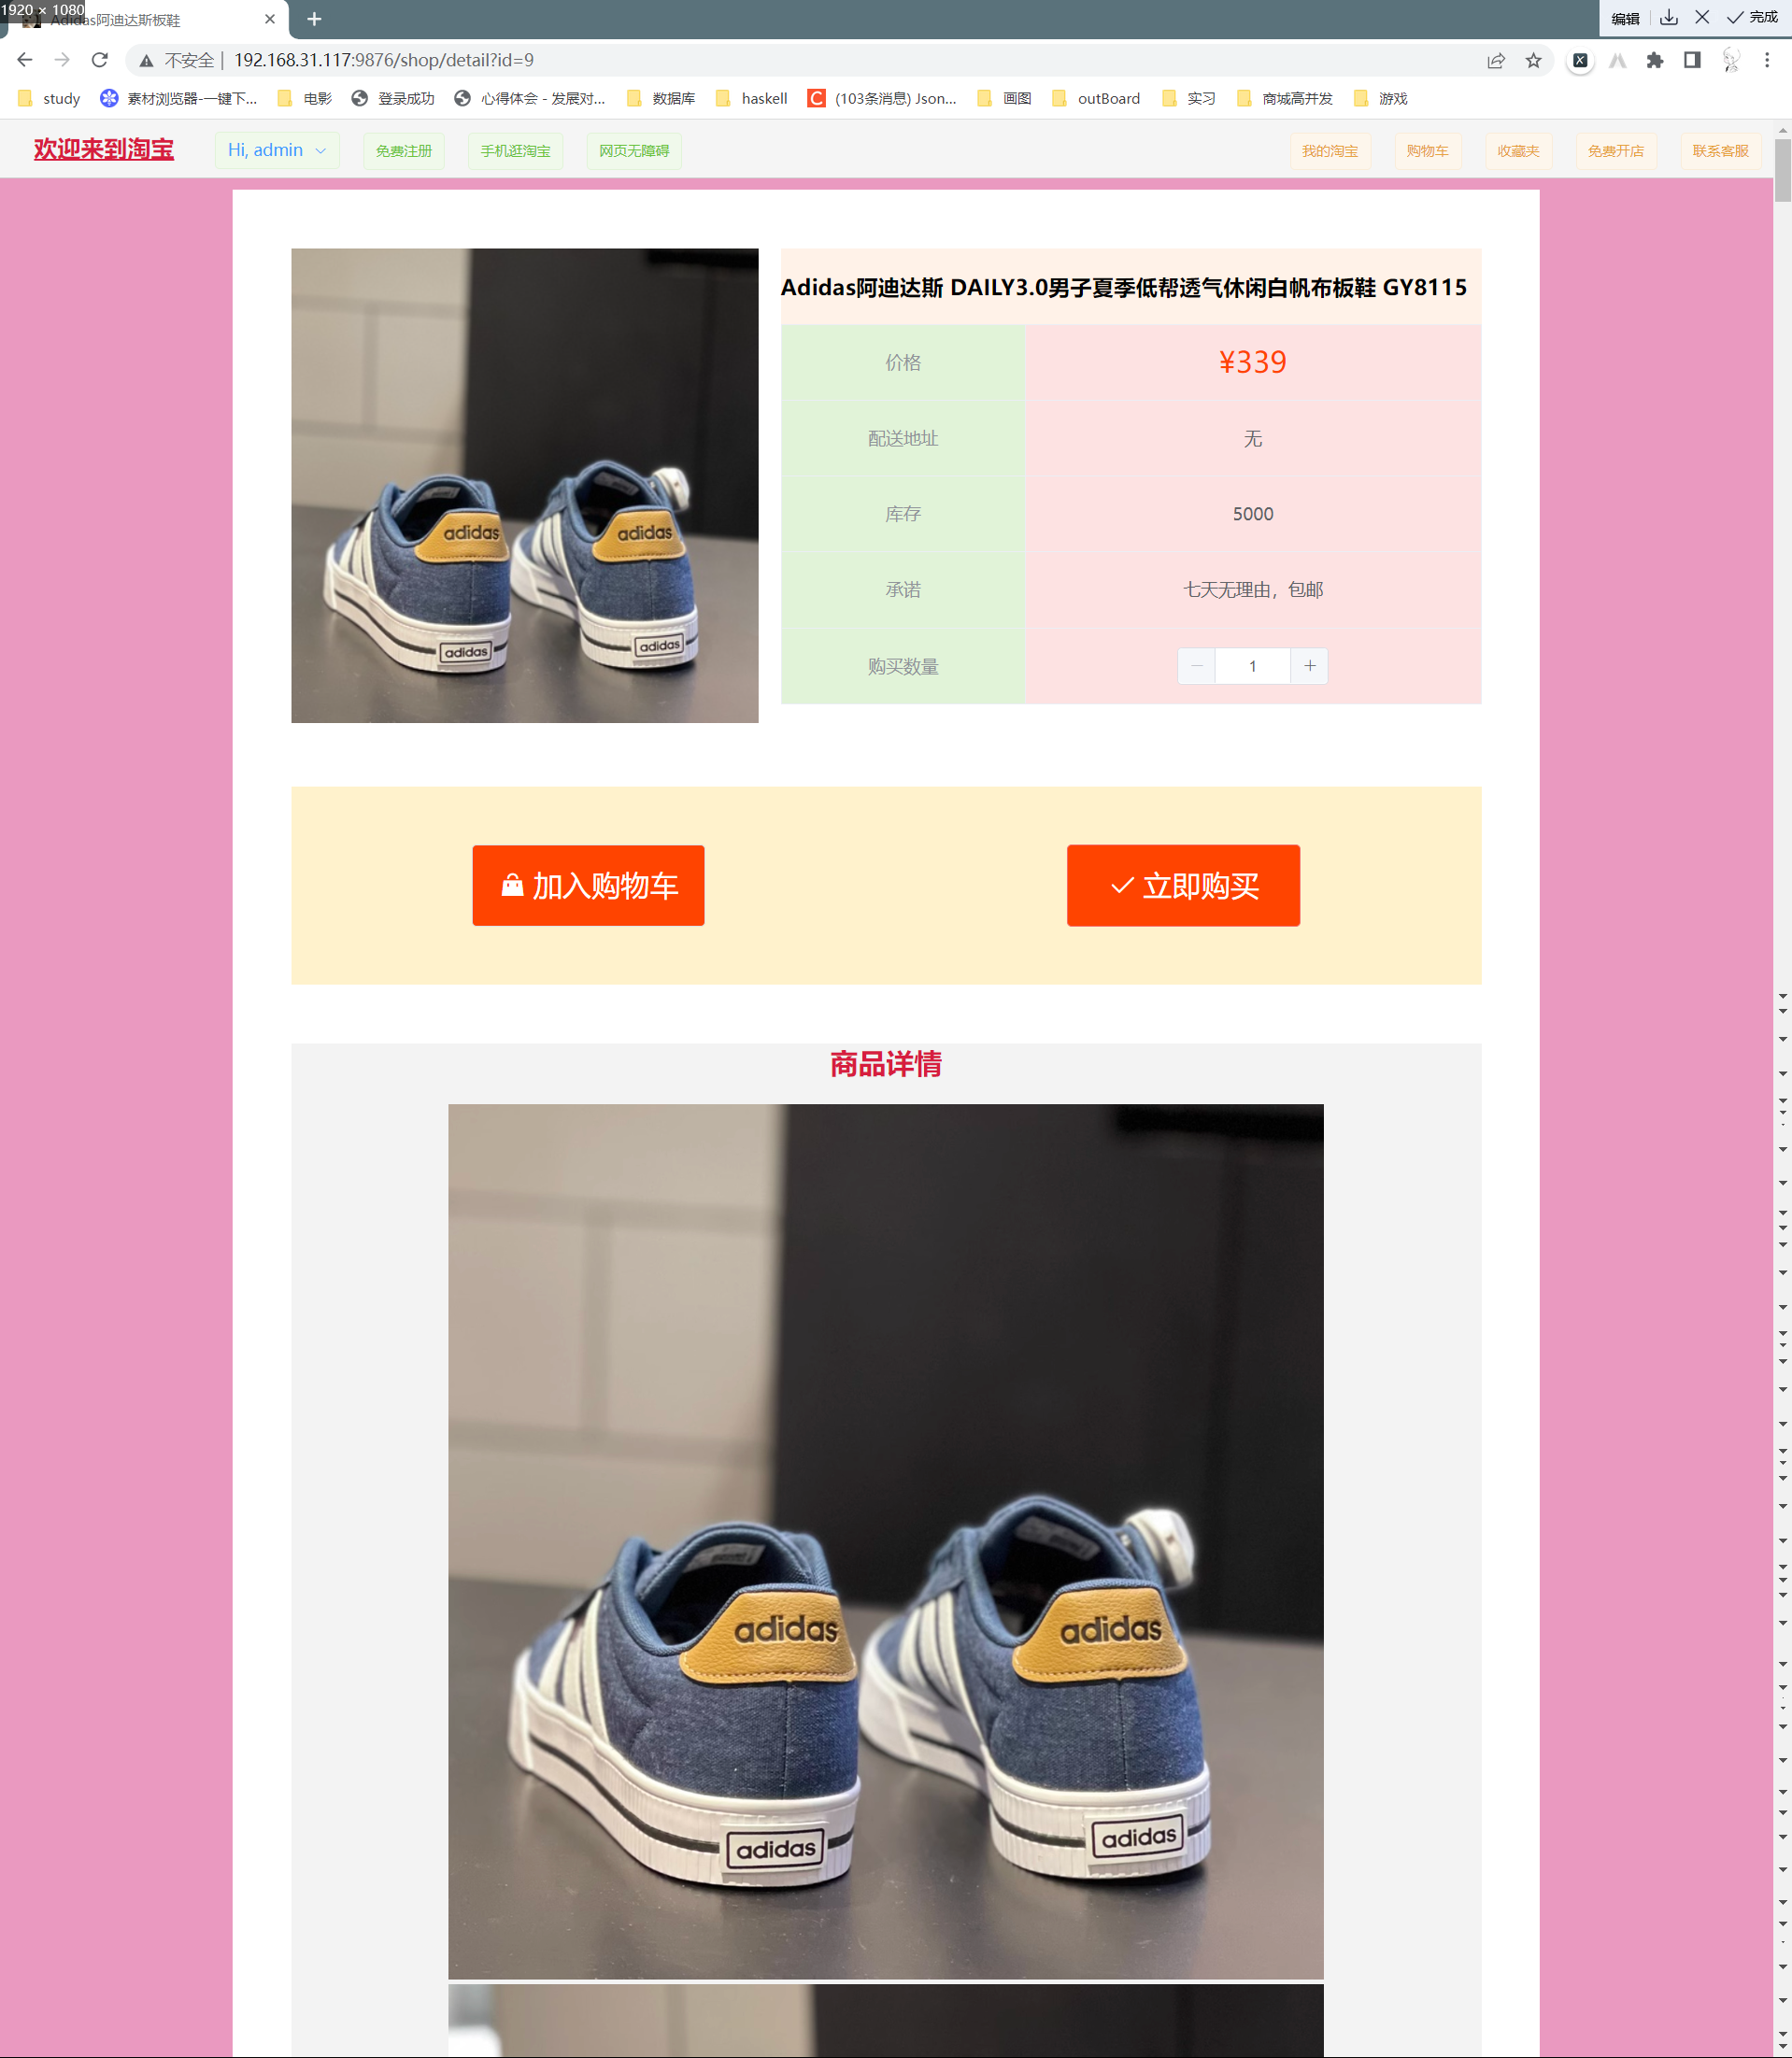 1920 × 1080
Adidas阿迪达斯板鞋
编辑
完成
不安全
192.168.31.117:9876/shop/detail?id=9
study
素材浏览器-一键下...
电影
登录成功
心得体会 - 发展对...
数据库
haskell
(103条消息) Json...
画图
outBoard
实习
商城高并发
游戏
欢迎来到淘宝
Hi, admin
免费注册
手机逛淘宝
网页无障碍
我的淘宝
购物车
收藏夹
免费开店
联系客服
Adidas阿迪达斯 DAILY3.0男子夏季低帮透气休闲白帆布板鞋 GY8115
价格
¥339
配送地址
无
库存
5000
承诺
七天无理由，包邮
购买数量
1
adidas
adidas
adidas
adidas
加入购物车
立即购买
商品详情
adidas
adidas
adidas
adidas